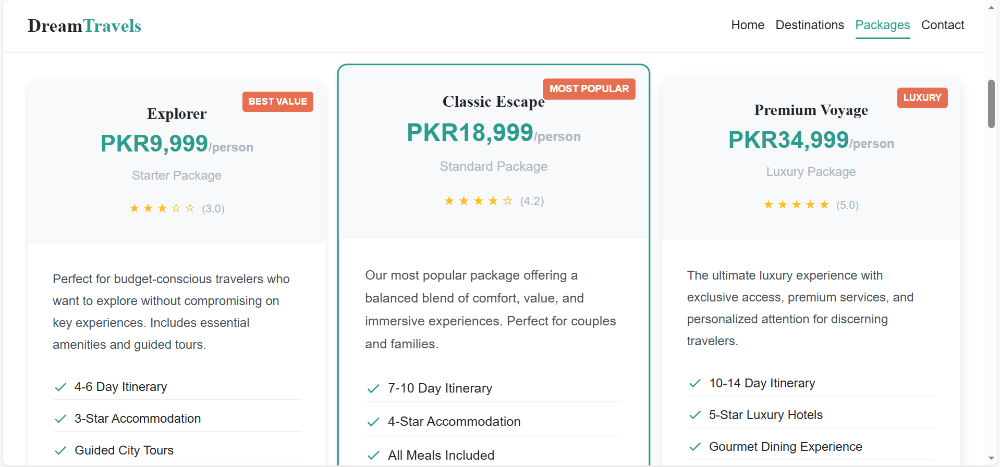 DreamTravels
Home Destinations Packages Contact
BEST VALUE
Explorer
PKR9,999/person
Starter Package
★ ★ ★ ☆ ☆ (3.0)
Perfect for budget-conscious travelers who
want to explore without compromising on
key experiences. Includes essential
amenities and guided tours.
4-6 Day Itinerary
3-Star Accommodation
Guided City Tours
MOST POPULAR
Classic Escape
PKR18,999/person
Standard Package
★ ★ ★ ★ ☆ (4.2)
Our most popular package offering a
balanced blend of comfort, value, and
immersive experiences. Perfect for couples
and families.
7-10 Day Itinerary
4-Star Accommodation
All Meals Included
LUXURY
Premium Voyage
PKR34,999/person
Luxury Package
★ ★ ★ ★ ★ (5.0)
The ultimate luxury experience with
exclusive access, premium services, and
personalized attention for discerning
travelers.
10-14 Day Itinerary
5-Star Luxury Hotels
Gourmet Dining Experience